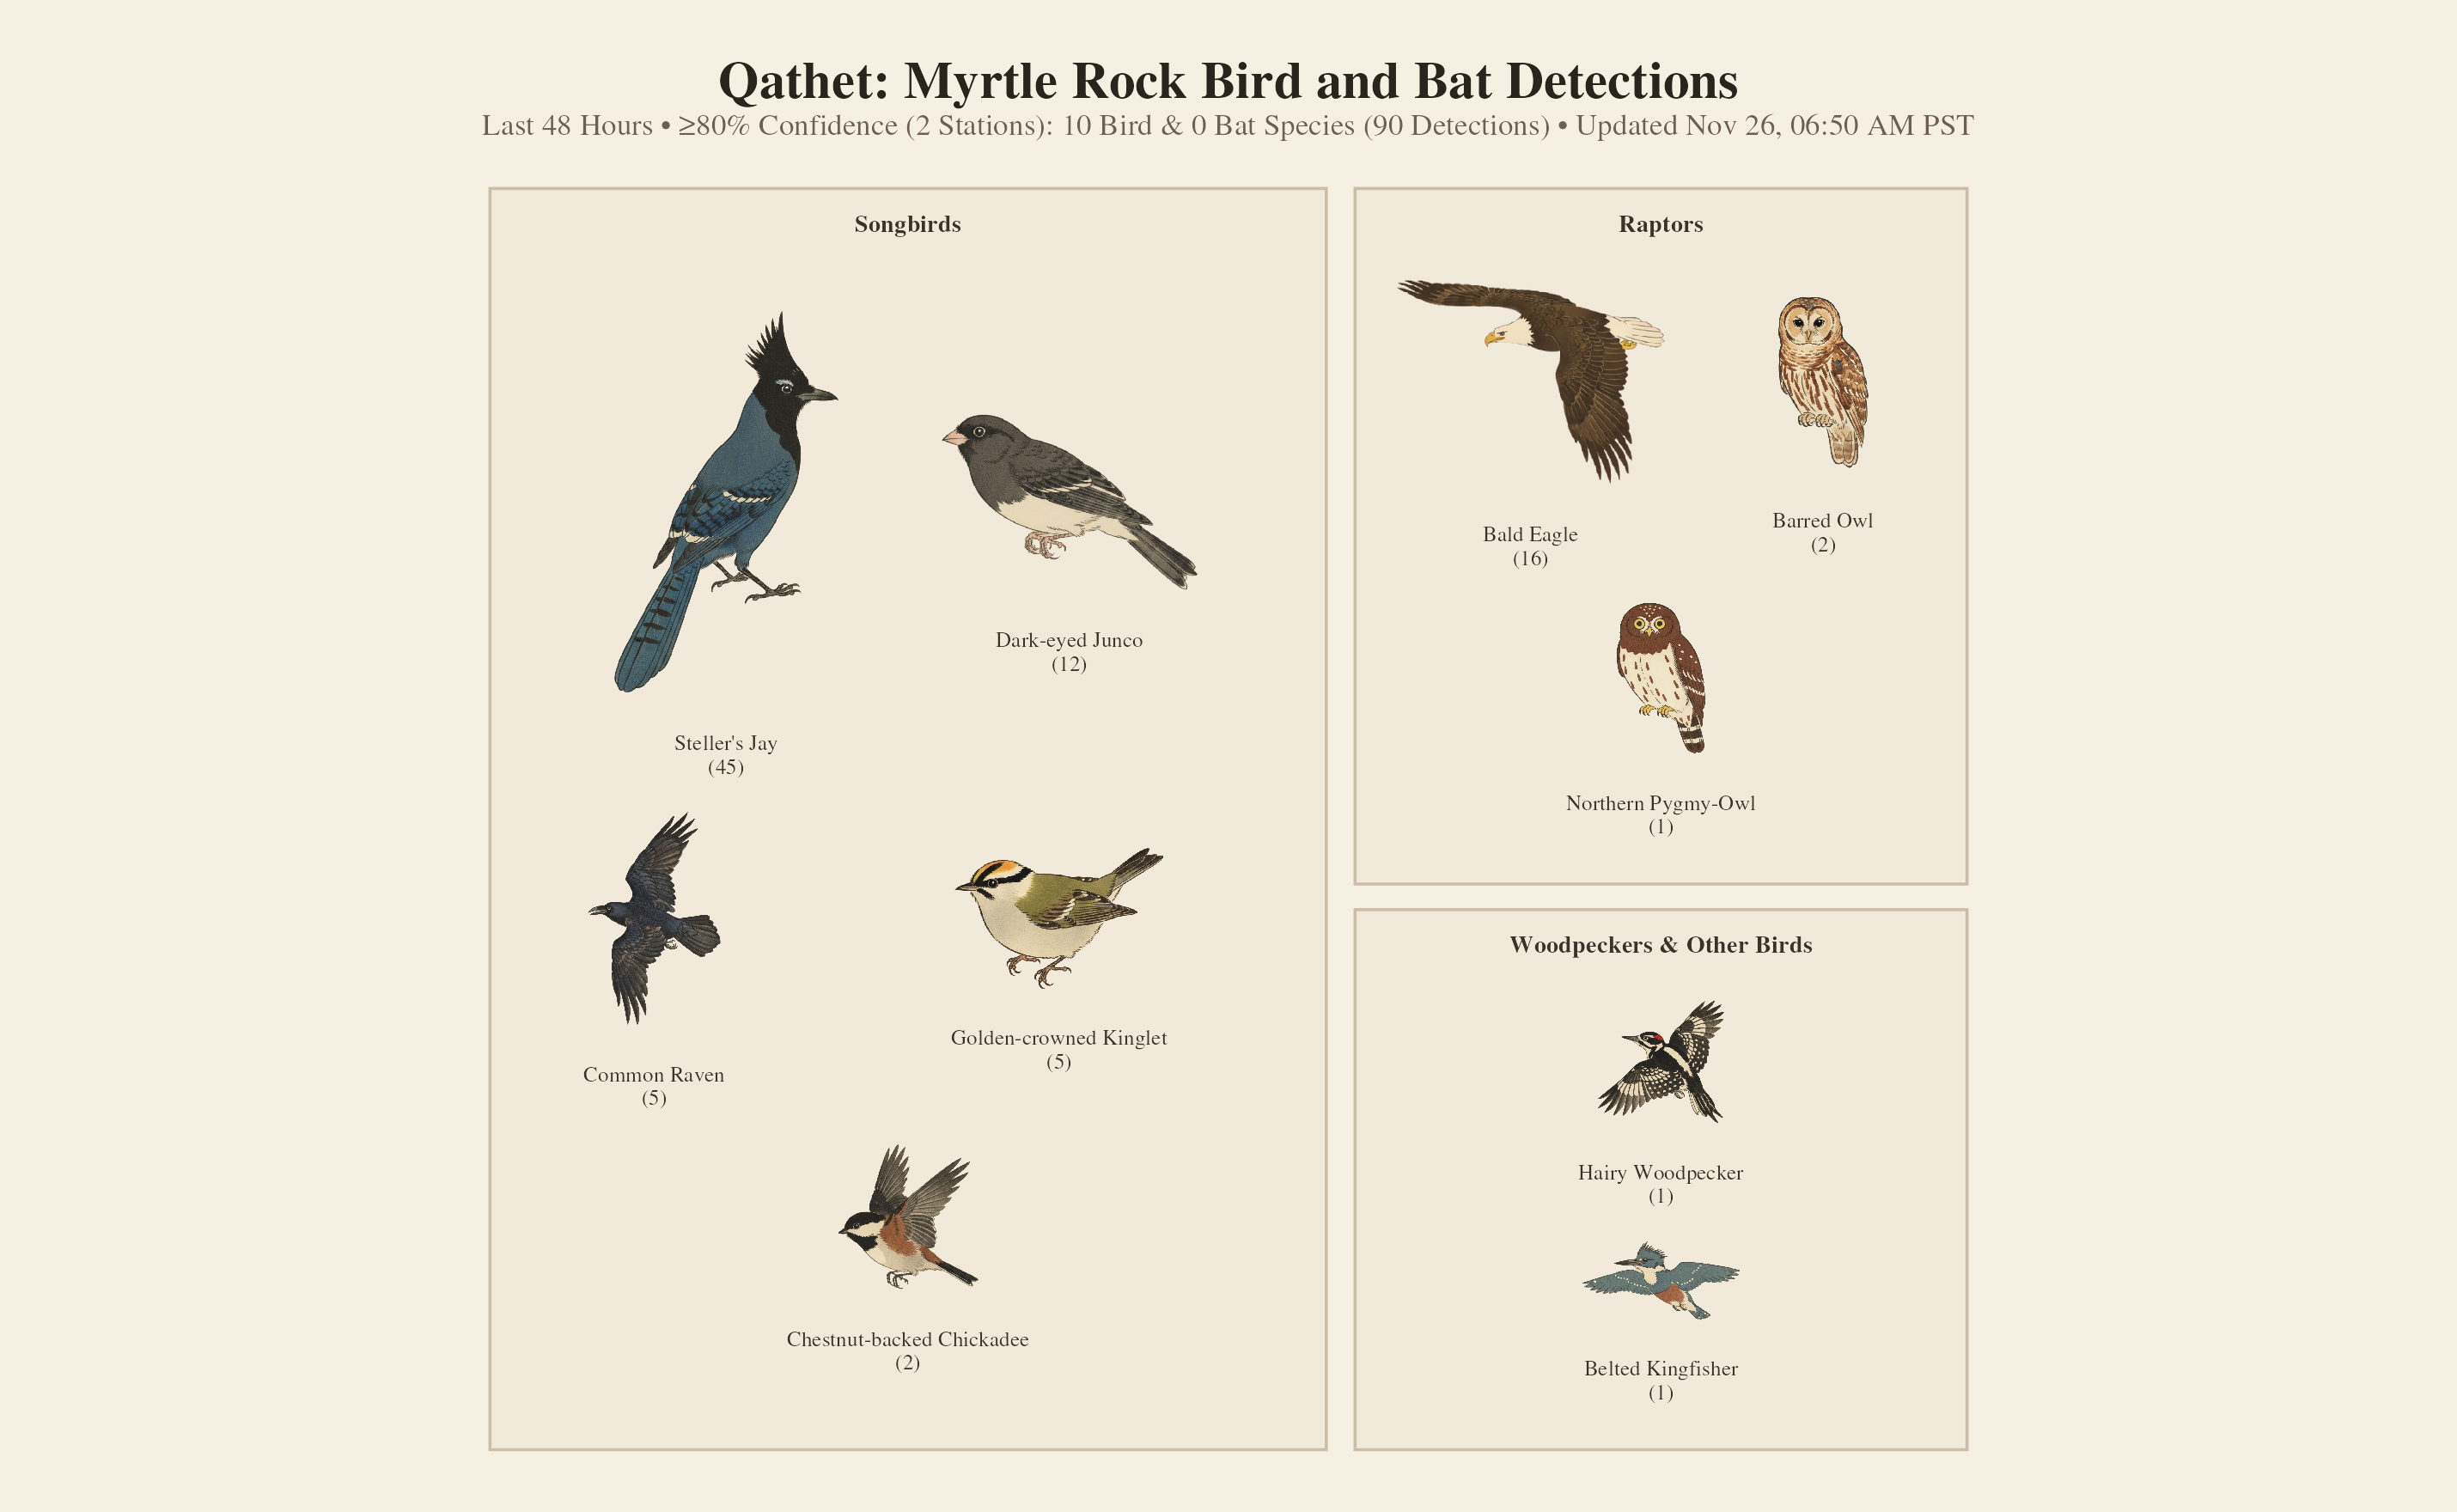 Qathet: Myrtle Rock Bird and Bat Detections
Last 48 Hours • ≥80% Confidence (2 Stations): 10 Bird & 0 Bat Species (90 Detections) • Updated Nov 26, 06:50 AM PST
Songbirds
Steller's Jay
(45)
Dark-eyed Junco
(12)
Common Raven
(5)
Golden-crowned Kinglet
(5)
Chestnut-backed Chickadee
(2)
Raptors
Bald Eagle
(16)
Barred Owl
(2)
Northern Pygmy-Owl
(1)
Woodpeckers & Other Birds
Hairy Woodpecker
(1)
Belted Kingfisher
(1)